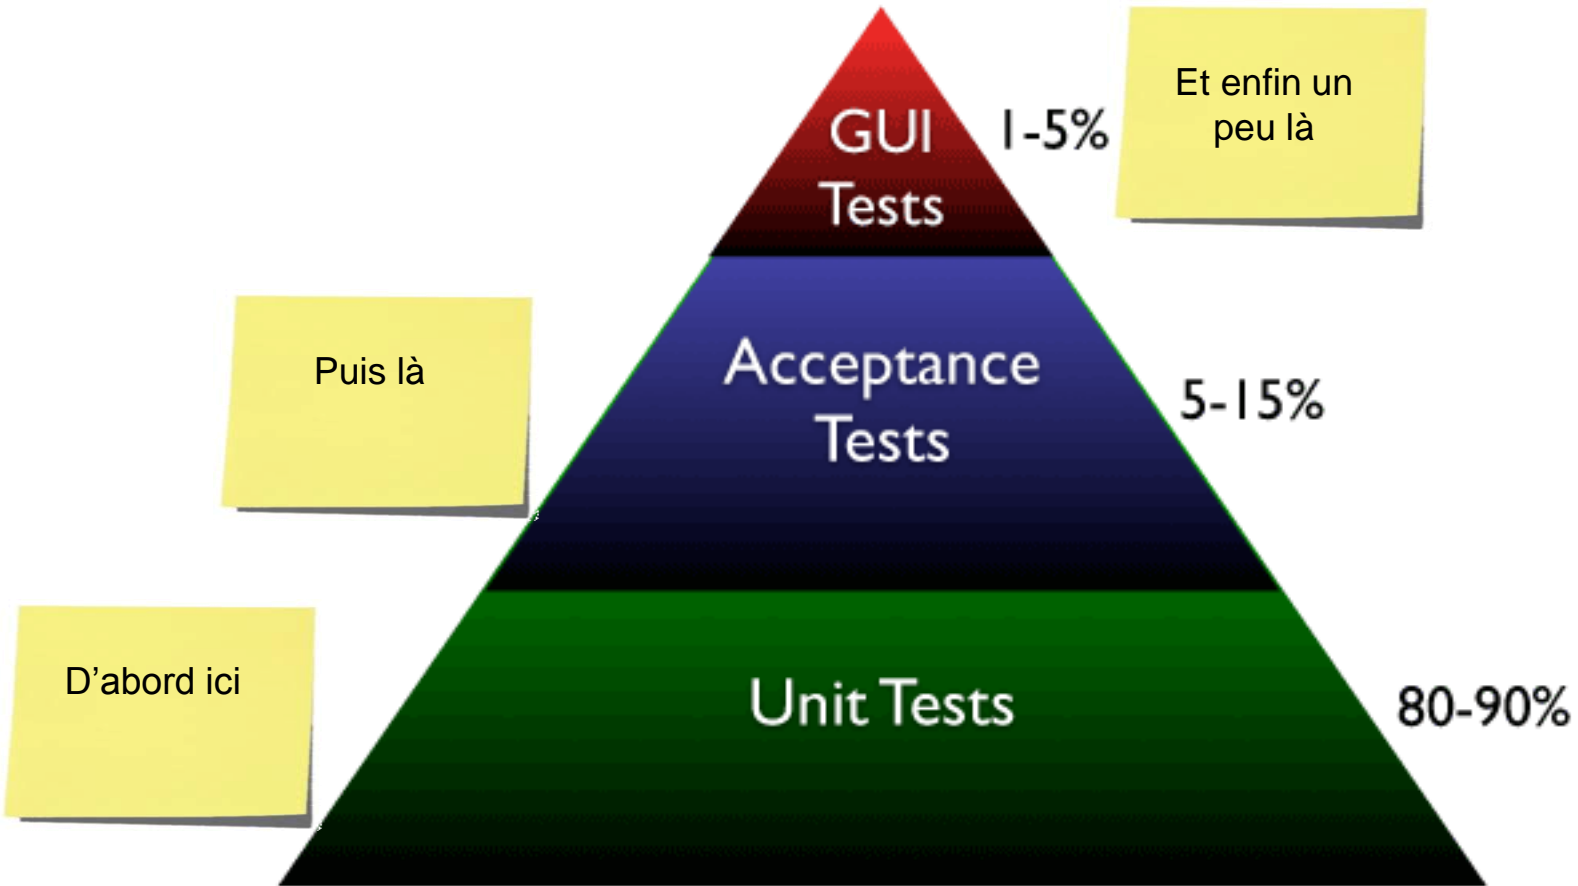 GUI
Tests
1-5%
Et enfin un
peu là
Puis là
Acceptance
Tests
5-15%
D’abord ici
Unit Tests
80-90%